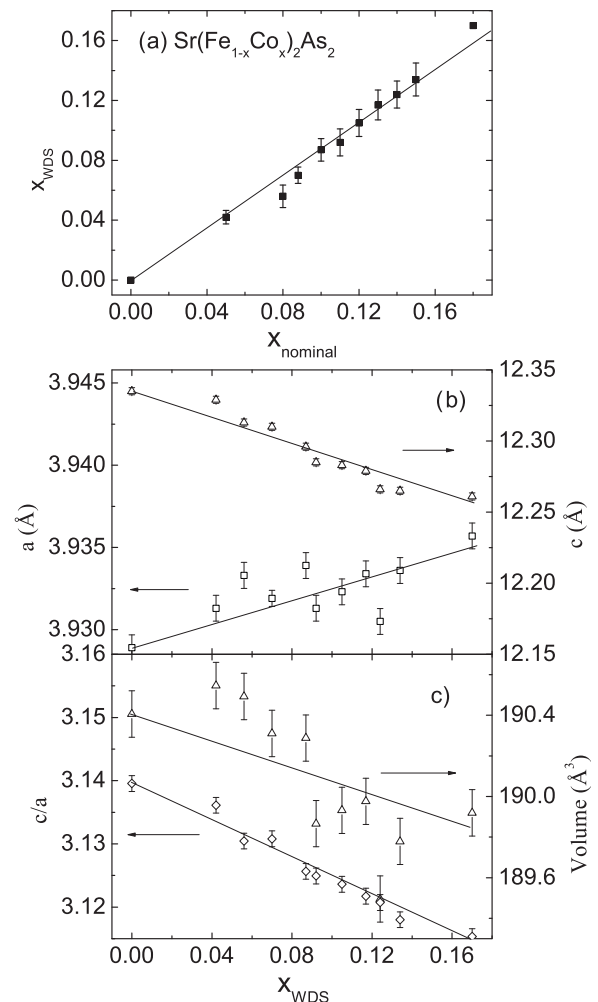 (a) Sr(Fe1-xCox)2As2
0.16
0.12
0.08
0.04
0.00
xWDS
0.00 0.04 0.08 0.12 0.16
xnominal
(b)
3.945
3.940
3.935
3.930
a (Å)
12.35
12.30
12.25
12.20
12.15
c (Å)
c)
3.16
3.15
3.14
3.13
3.12
c/a
190.4
190.0
189.6
Volume (Å3)
0.00 0.04 0.08 0.12 0.16
xWDS